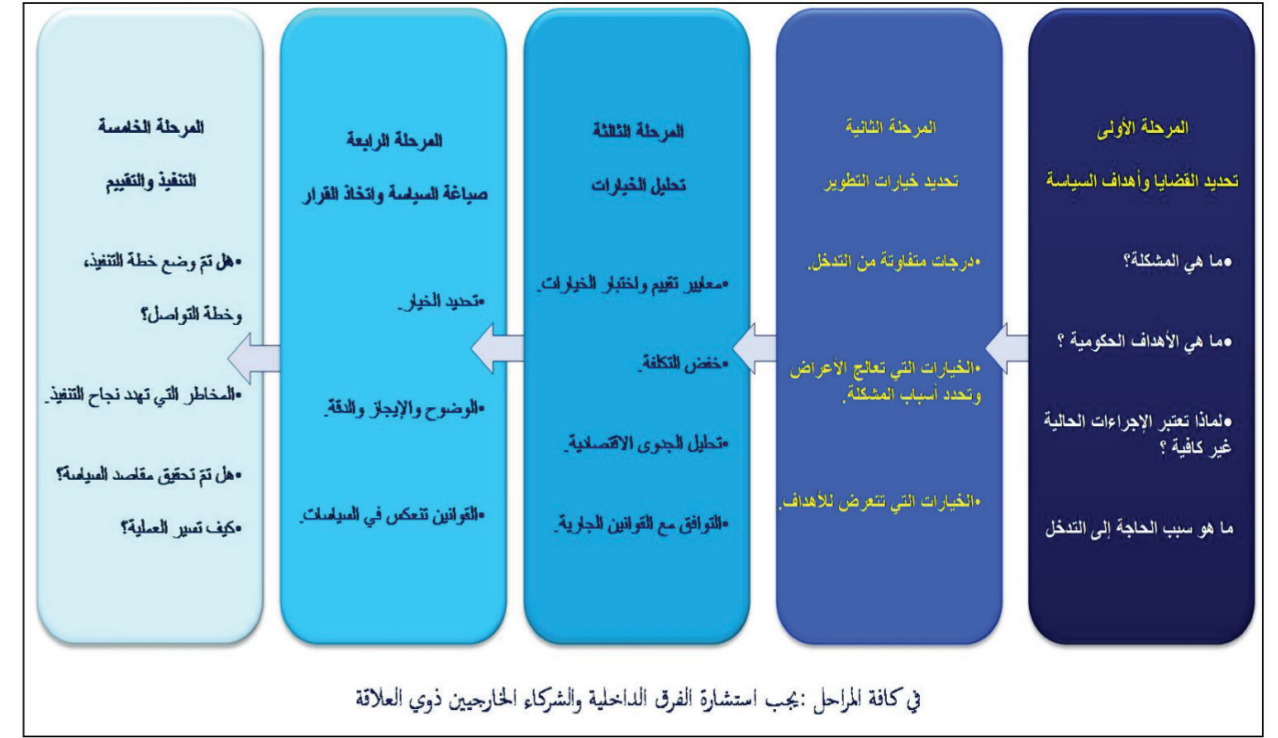 المرحلة الأولى
تحديد القضايا وأهداف السياسة
•ما هي المشكلة؟
•ما هي الأهداف الحكومية ؟
•لماذا تعتبر الإجراءات الحالية
غير كافية ؟
ما هو سبب الحاجة إلى التدخل
المرحلة الثانية
تحديد خيارات التطوير
•درجات متفاوتة من التدخل.
•الخيارات التي تعالج الأعراض
وتحدد أسباب المشكلة.
•الخيارات التي تتعرض للأهداف.
المرحلة الثالثة
تحليل الخيارات
•معايير تقييم واختبار الخيارات.
•خفض التكلفة.
•تحليل الجدوى الاقتصادية.
•التوافق مع القوانين الجارية.
المرحلة الرابعة
صياغة السياسة واتخاذ القرار
•تحديد الخيار.
•الوضوح والإيجاز والدقة.
•القوانين تنعكس في السياسات.
المرحلة الخامسة
التنفيذ والتقييم
•هل تمّ وضع خطة التنفيذ،
وخطة التواصل؟
•المخاطر التي تهدد نجاح التنفيذ.
•هل تمّ تحقيق مقاصد السياسة؟
•كيف تسير العملية؟
في كافة المراحل :يجب استشارة الفرق الداخلية والشركاء الخارجيين ذوي العلاقة